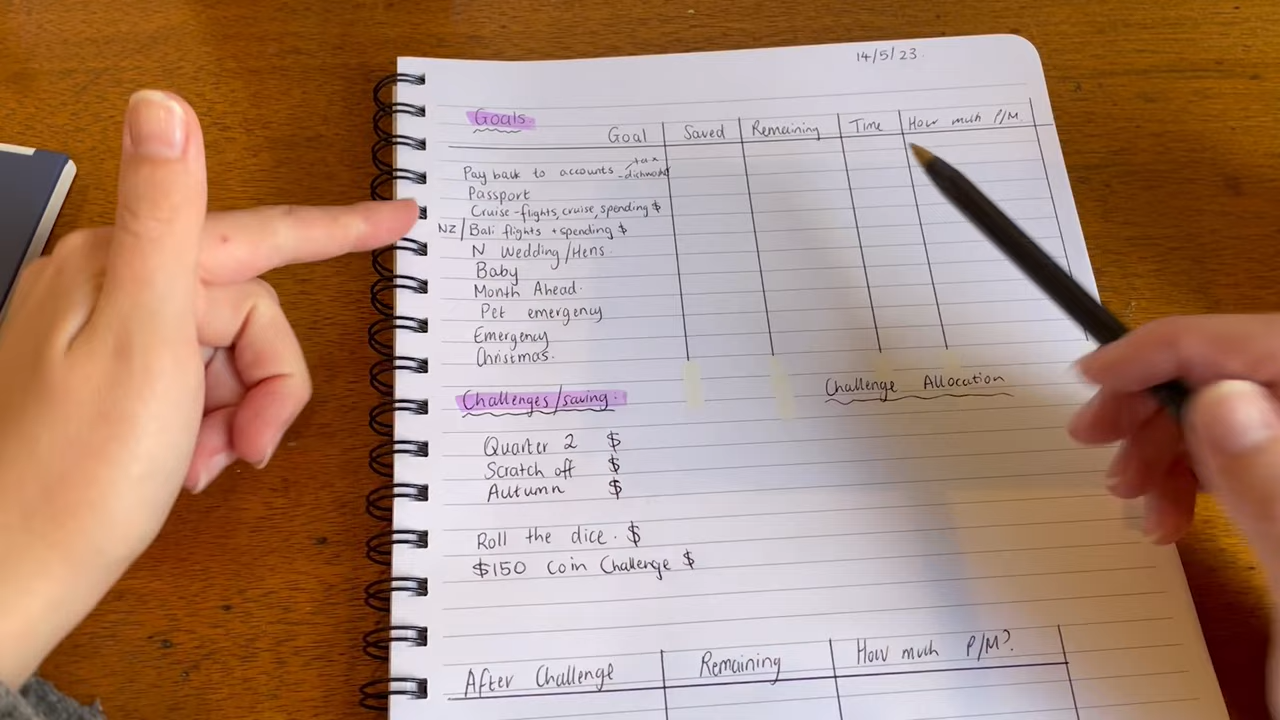 14/5/23.
Goals
Goal Saved Remaining Time How much P/M
Pay back to accounts - tax
Passport
Cruise - flights, cruise, spending $
NZ / Bali flights + spending $
N Wedding/Hens
Baby
Month Ahead.
Pet emergency
Emergency
Christmas.
Challenges/saving. Challenge Allocation
Quarter 2 $
Scratch off $
Autumn $
Roll the dice. $
$150 coin Challenge $
After Challenge Remaining How much P/M?